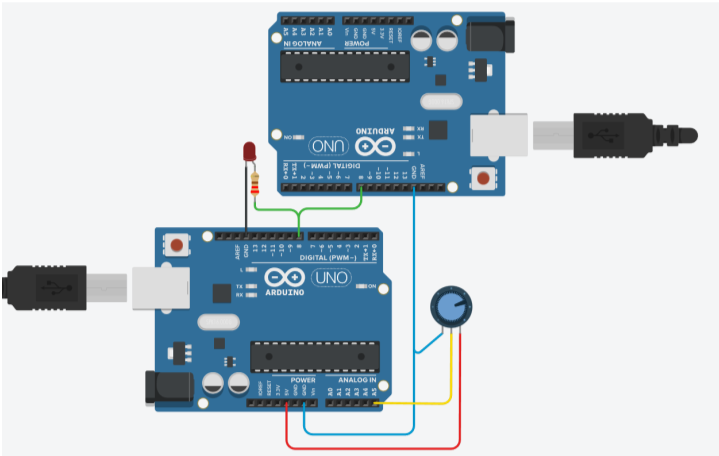 A5 A4 A3 A2 A1 A0 Vin GND GND 5V 3.3V RESET IOREF
ANALOG IN POWER
ON UNO ARDUINO RX TX L
DIGITAL (PWM~)
RX←0 TX→1 2 ~3 4 ~5 ~6 7 8 ~9 ~10 ~11 12 13 GND AREF
AREF GND 13 12 ~11 ~10 ~9 8 7 ~6 ~5 4 ~3 2 TX→1 RX←0
DIGITAL (PWM~)
L
TX
RX
ARDUINO
UNO
ON
POWER ANALOG IN
IOREF RESET 3.3V 5V GND GND Vin A0 A1 A2 A3 A4 A5